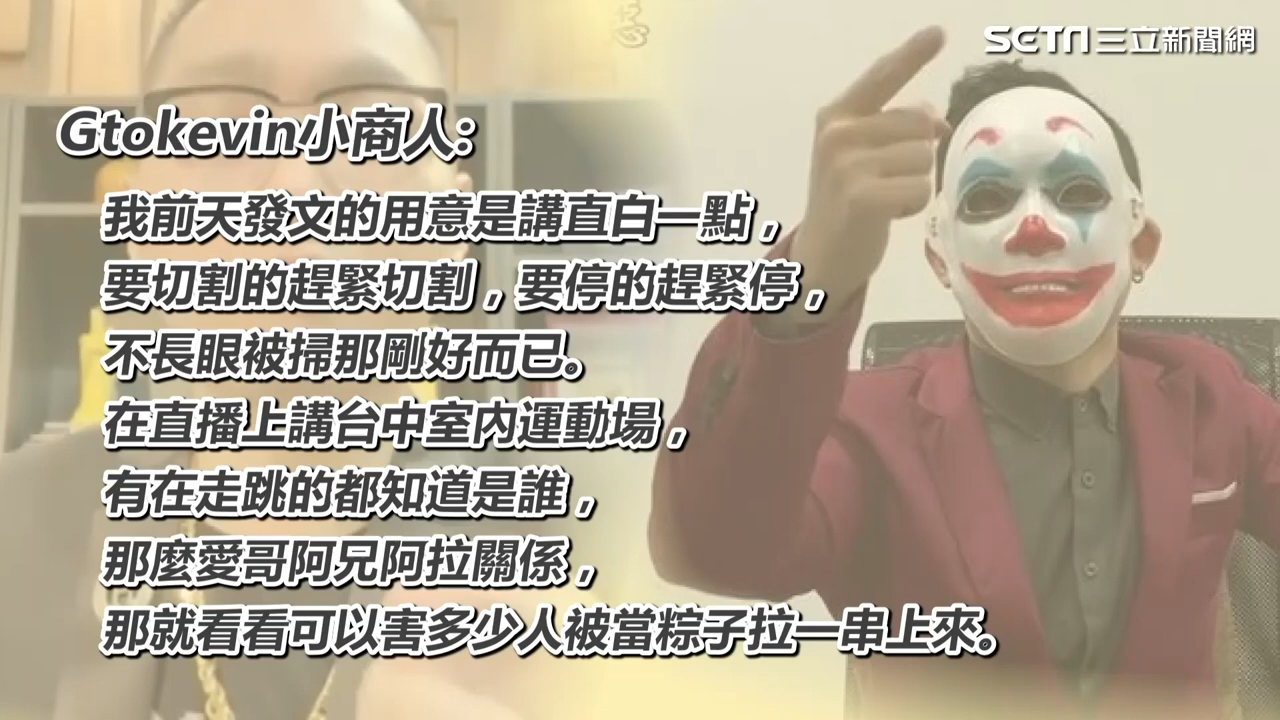 SETN三立新聞網
Gtokevin小商人:
我前天發文的用意是講直白一點，
要切割的趕緊切割，要停的趕緊停，
不長眼被掃那剛好而已。
在直播上講台中室內運動場，
有在走跳的都知道是誰，
那麼愛哥阿兄阿拉關係，
那就看看可以害多少人被當粽子拉一串上來。